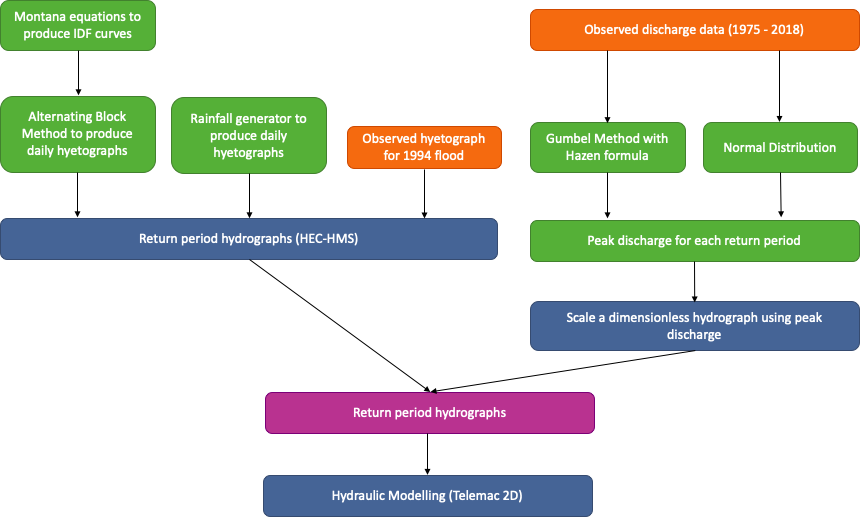 Montana equations to
produce IDF curves
Observed discharge data (1975 - 2018)
Alternating Block
Method to produce
daily hyetographs
Rainfall generator to
produce daily
hyetographs
Observed hyetograph
for 1994 flood
Gumbel Method with
Hazen formula
Normal Distribution
Return period hydrographs (HEC-HMS)
Peak discharge for each return period
Scale a dimensionless hydrograph using peak
discharge
Return period hydrographs
Hydraulic Modelling (Telemac 2D)